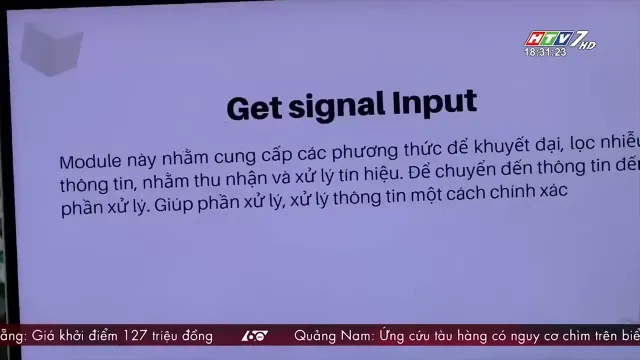 HTV7 HD
18:31:23
Get signal Input
Module này nhằm cung cấp các phương thức để khuyết đại, lọc nhiễu
thông tin, nhằm thu nhận và xử lý tín hiệu. Để chuyển đến thông tin đến
phần xử lý. Giúp phần xử lý, xử lý thông tin một cách chính xác
ẵng: Giá khởi điểm 127 triệu đồng 60 Quảng Nam: Ứng cứu tàu hàng có nguy cơ chìm trên biể